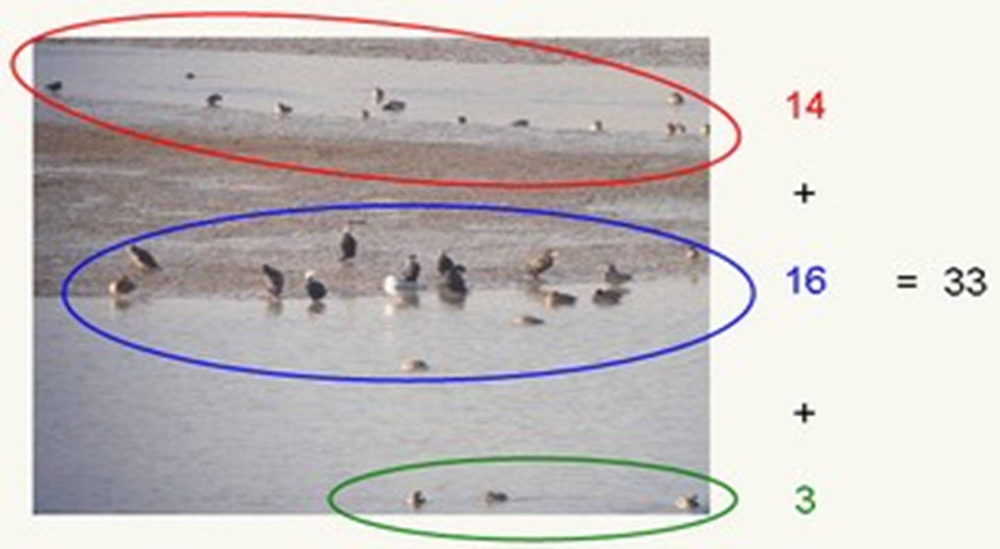 14
+
16 = 33
+
3